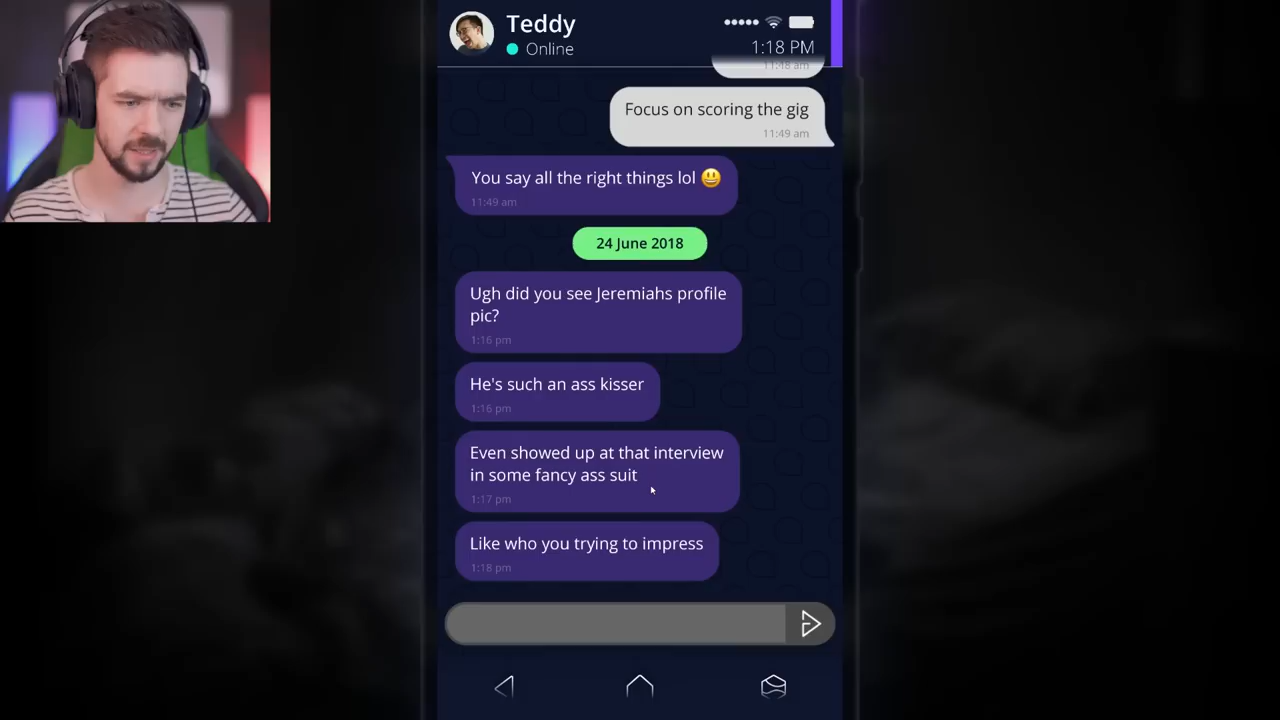 Teddy
Online
1:18 PM
11:48 am
Focus on scoring the gig
11:49 am
You say all the right things lol 😃
11:49 am
24 June 2018
Ugh did you see Jeremiahs profile
pic?
1:16 pm
He's such an ass kisser
1:16 pm
Even showed up at that interview
in some fancy ass suit
1:17 pm
Like who you trying to impress
1:18 pm